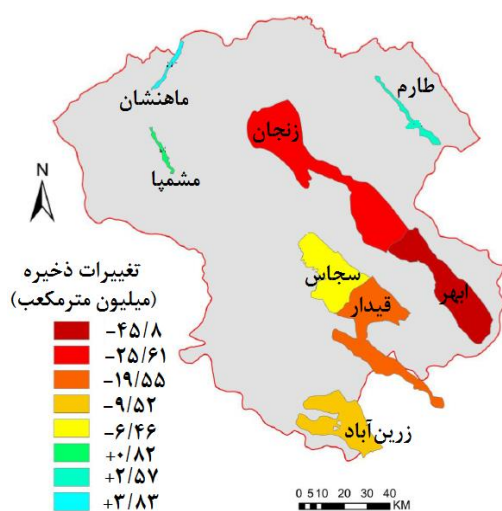 ماهنشان
طارم
زنجان
مشمپا
N
سجاس
ابهر
قیدار
زرین‌آباد
تغییرات ذخیره
(میلیون مترمکعب)
-۴۵/۸
-۲۵/۶۱
-۱۹/۵۵
-۹/۵۲
-۶/۴۶
+۰/۸۲
+۲/۵۷
+۳/۸۳
0 5 10 20 30 40
KM